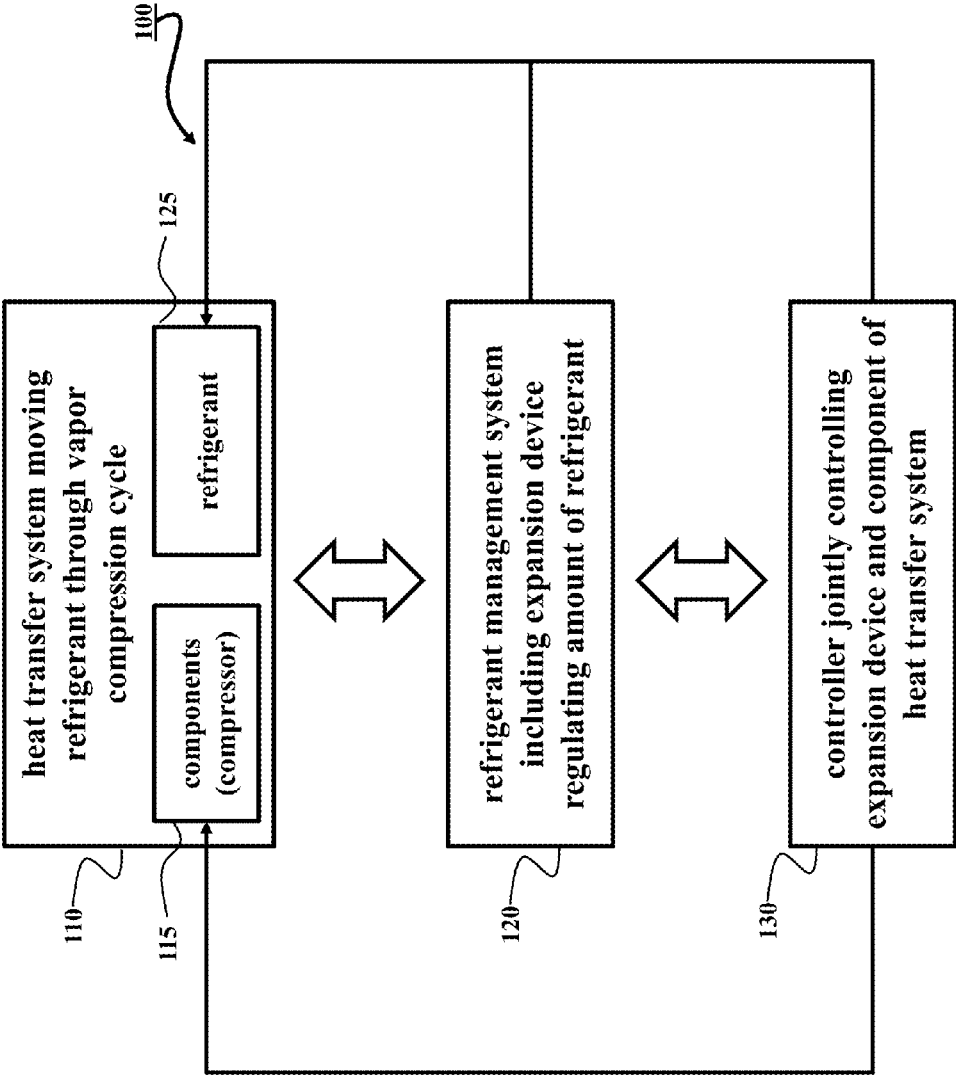 100
heat transfer system moving
refrigerant through vapor
compression cycle
components
(compressor)
refrigerant
110
115
125
refrigerant management system
including expansion device
regulating amount of refrigerant
120
controller jointly controlling
expansion device and component of
heat transfer system
130